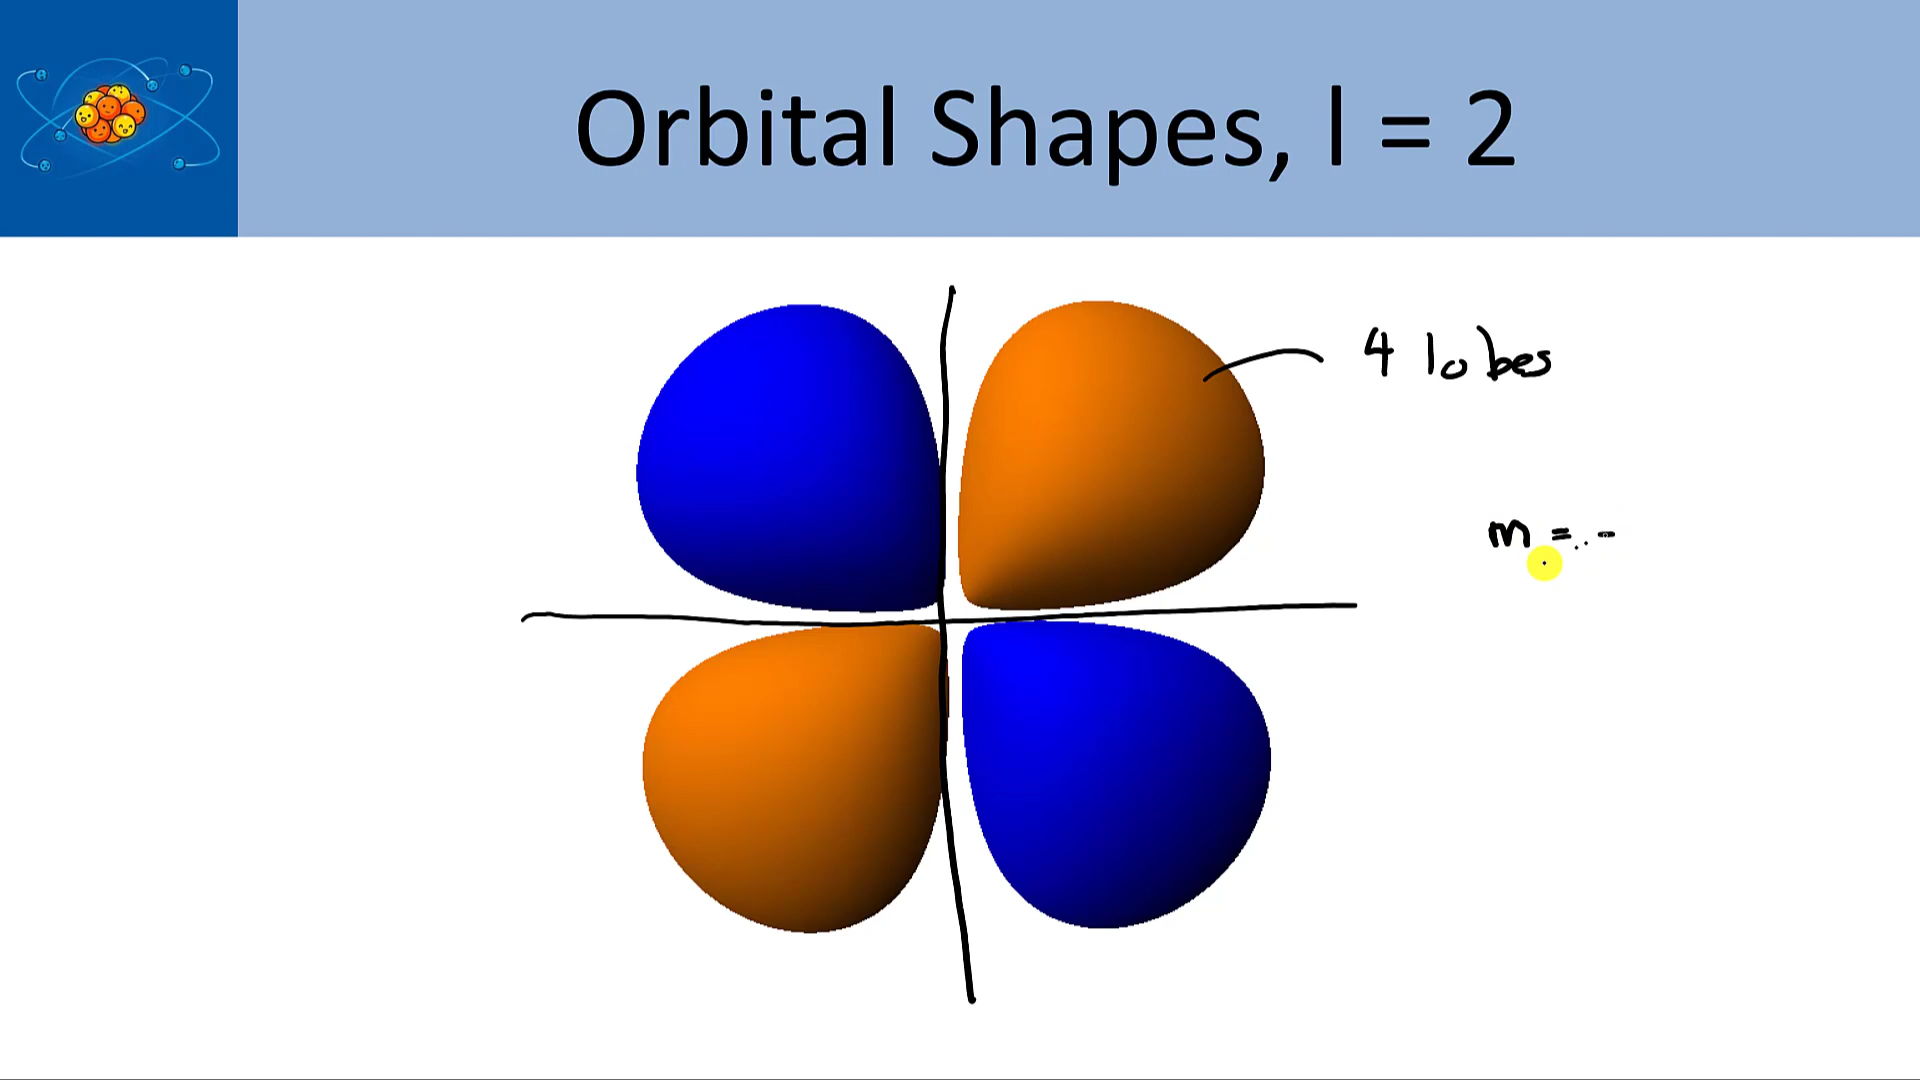 Orbital Shapes, l = 2
4 lobes
m = -